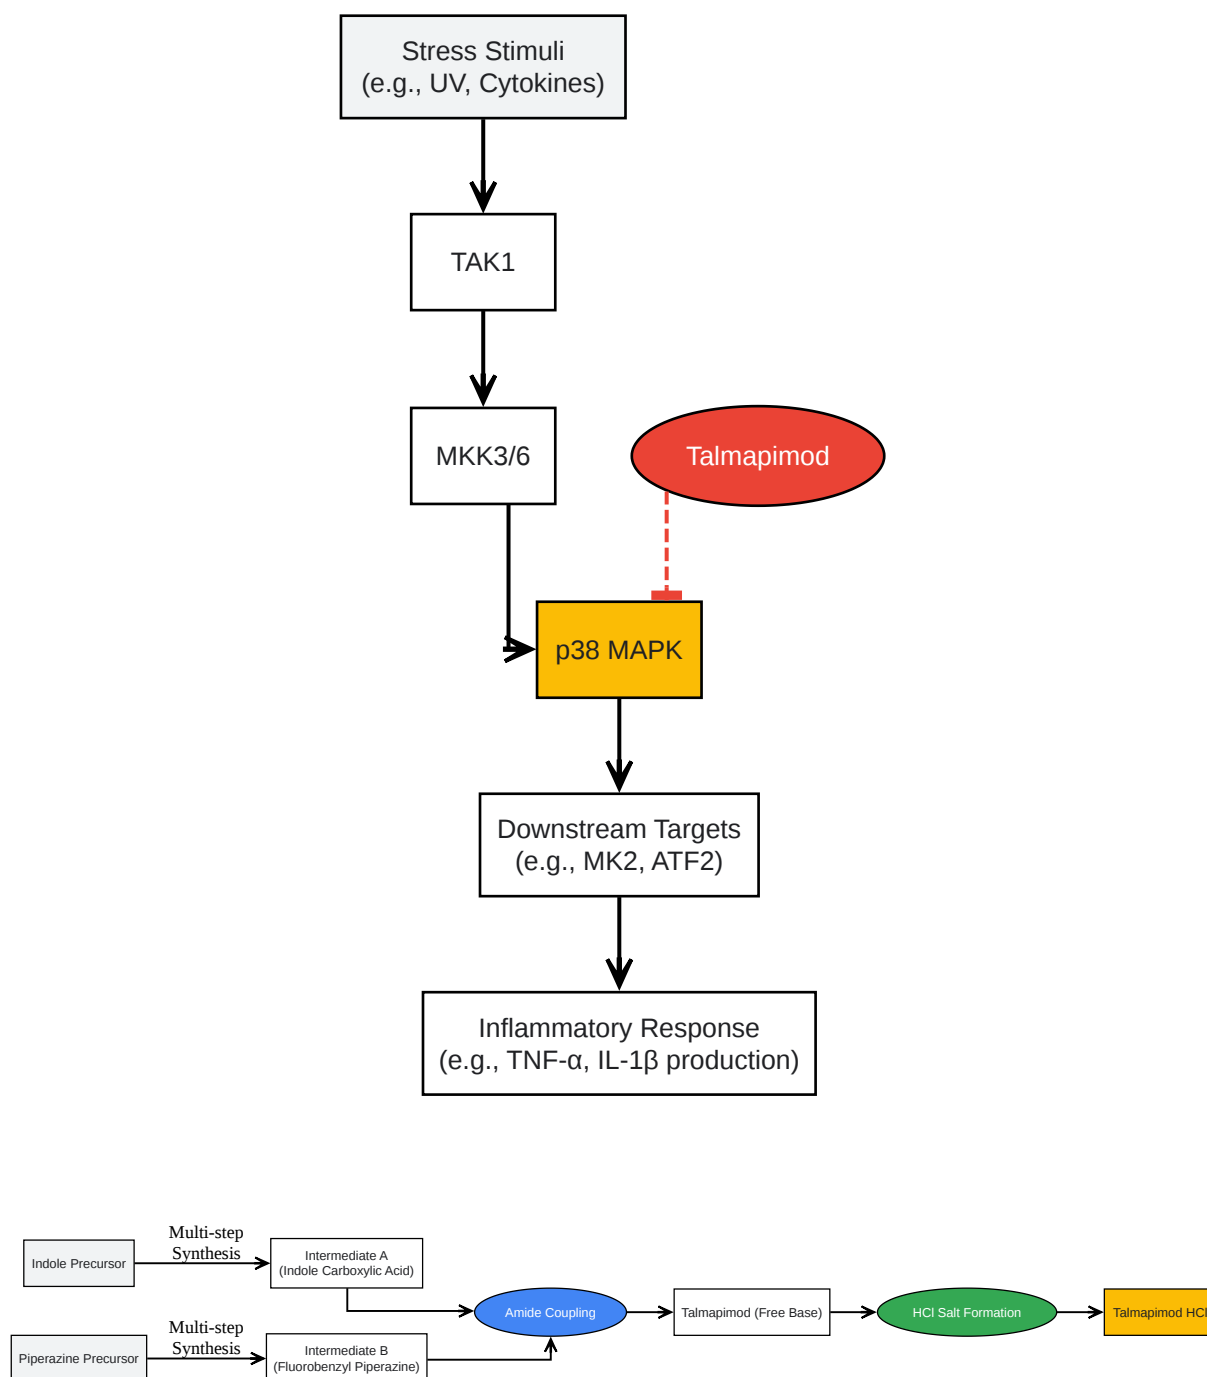 Stress Stimuli
(e.g., UV, Cytokines)
TAK1
MKK3/6
Talmapimod
p38 MAPK
Downstream Targets
(e.g., MK2, ATF2)
Inflammatory Response
(e.g., TNF-α, IL-1β production)
Indole Precursor
Multi-step
Synthesis
Intermediate A
(Indole Carboxylic Acid)
Piperazine Precursor
Multi-step
Synthesis
Intermediate B
(Fluorobenzyl Piperazine)
Amide Coupling
Talmapimod (Free Base)
HCl Salt Formation
Talmapimod HCl